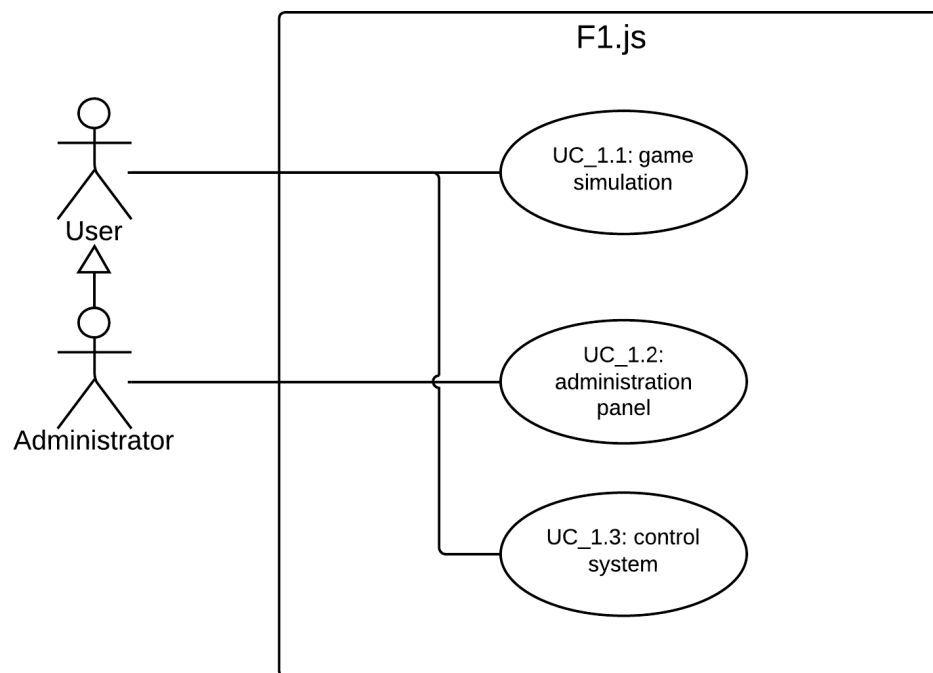 F1.js
UC_1.1: game
simulation
User
UC_1.2:
administration
panel
Administrator
UC_1.3: control
system